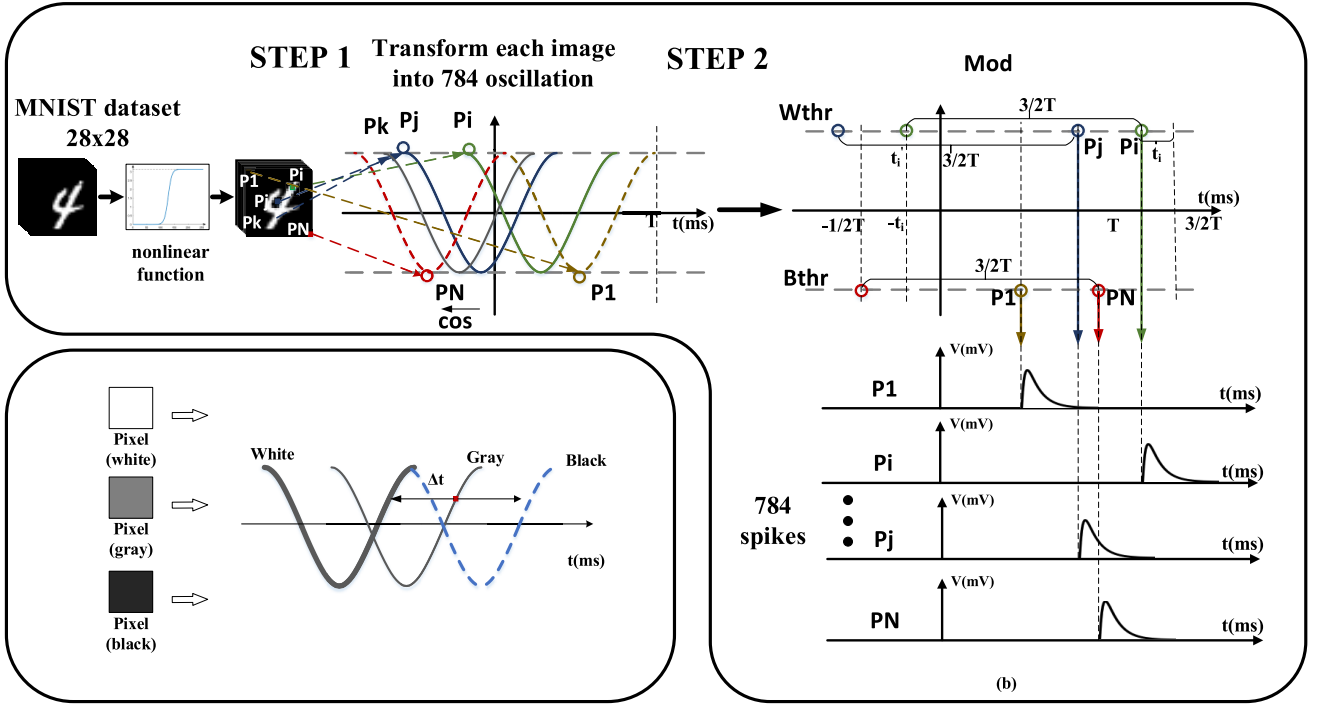 STEP 1
Transform each image
into 784 oscillation
STEP 2
Mod
MNIST dataset
28x28
nonlinear
function
P1
Pi
Pj
Pk
PN
Pk
Pj
Pi
PN
P1
cos
T
t(ms)
Wthr
3/2T
3/2T
tᵢ
Pj
Pi
tᵢ
t(ms)
-1/2T
-tᵢ
T
3/2T
Bthr
3/2T
P1
PN
V(mV)
P1
t(ms)
V(mV)
Pi
t(ms)
784
spikes
V(mV)
Pj
t(ms)
V(mV)
PN
t(ms)
(b)
Pixel
(white)
Pixel
(gray)
Pixel
(black)
White
Gray
Black
Δt
t(ms)